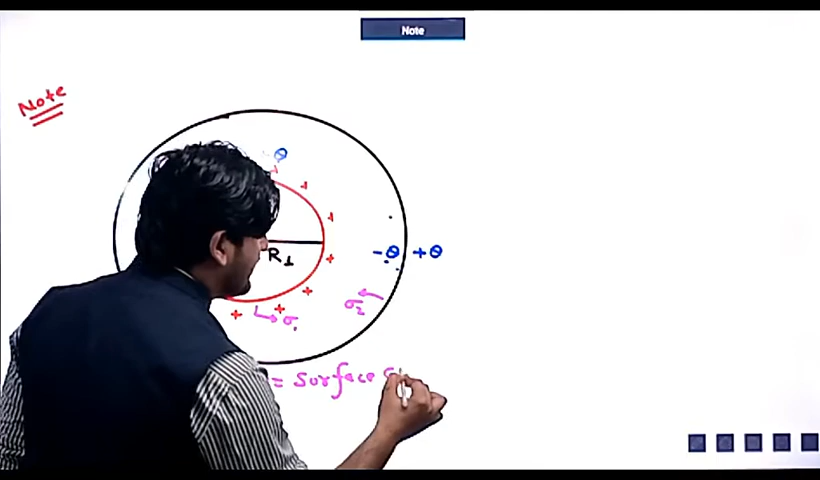 Note
Note
θ
+ +
+
R1
-θ +θ
+
+
σ2
+ +
σ1
= Surface